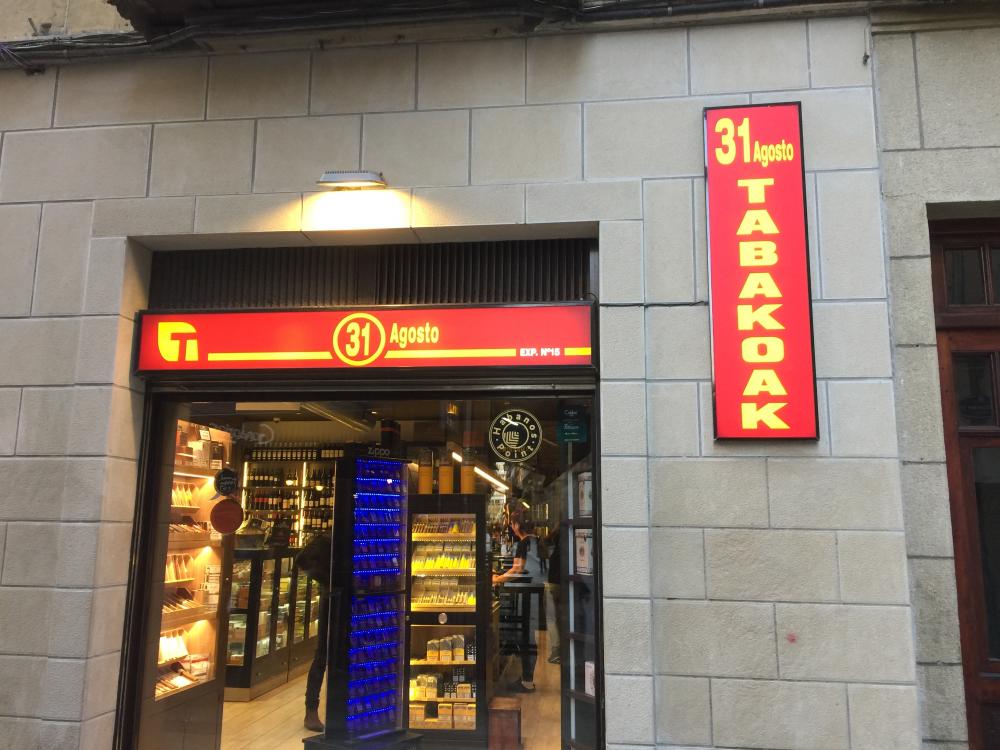 31 Agosto
TABAKOAK
T
31 Agosto
EXP. Nº15
Habanos
Point
ZIPPO